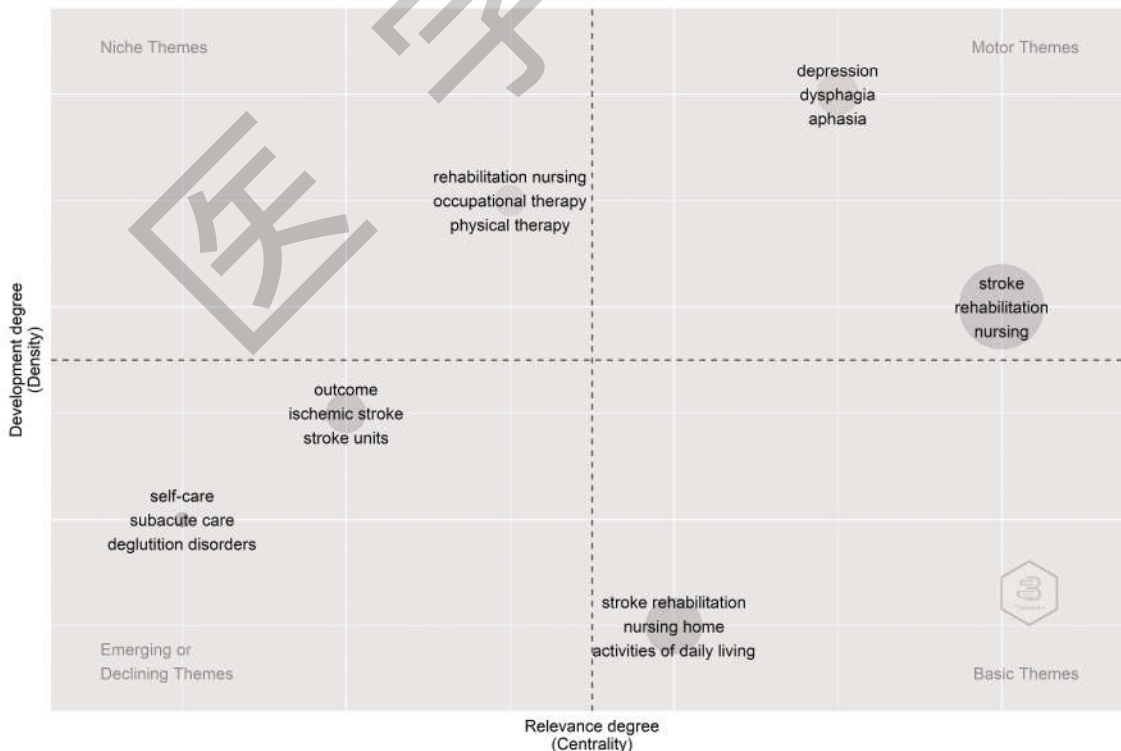 Niche Themes
Motor Themes
depression
dysphagia
aphasia
rehabilitation nursing
occupational therapy
physical therapy
stroke
rehabilitation
nursing
Development degree
(Density)
outcome
ischemic stroke
stroke units
self-care
subacute care
deglutition disorders
stroke rehabilitation
nursing home
activities of daily living
Emerging or
Declining Themes
Basic Themes
Relevance degree
(Centrality)
医学